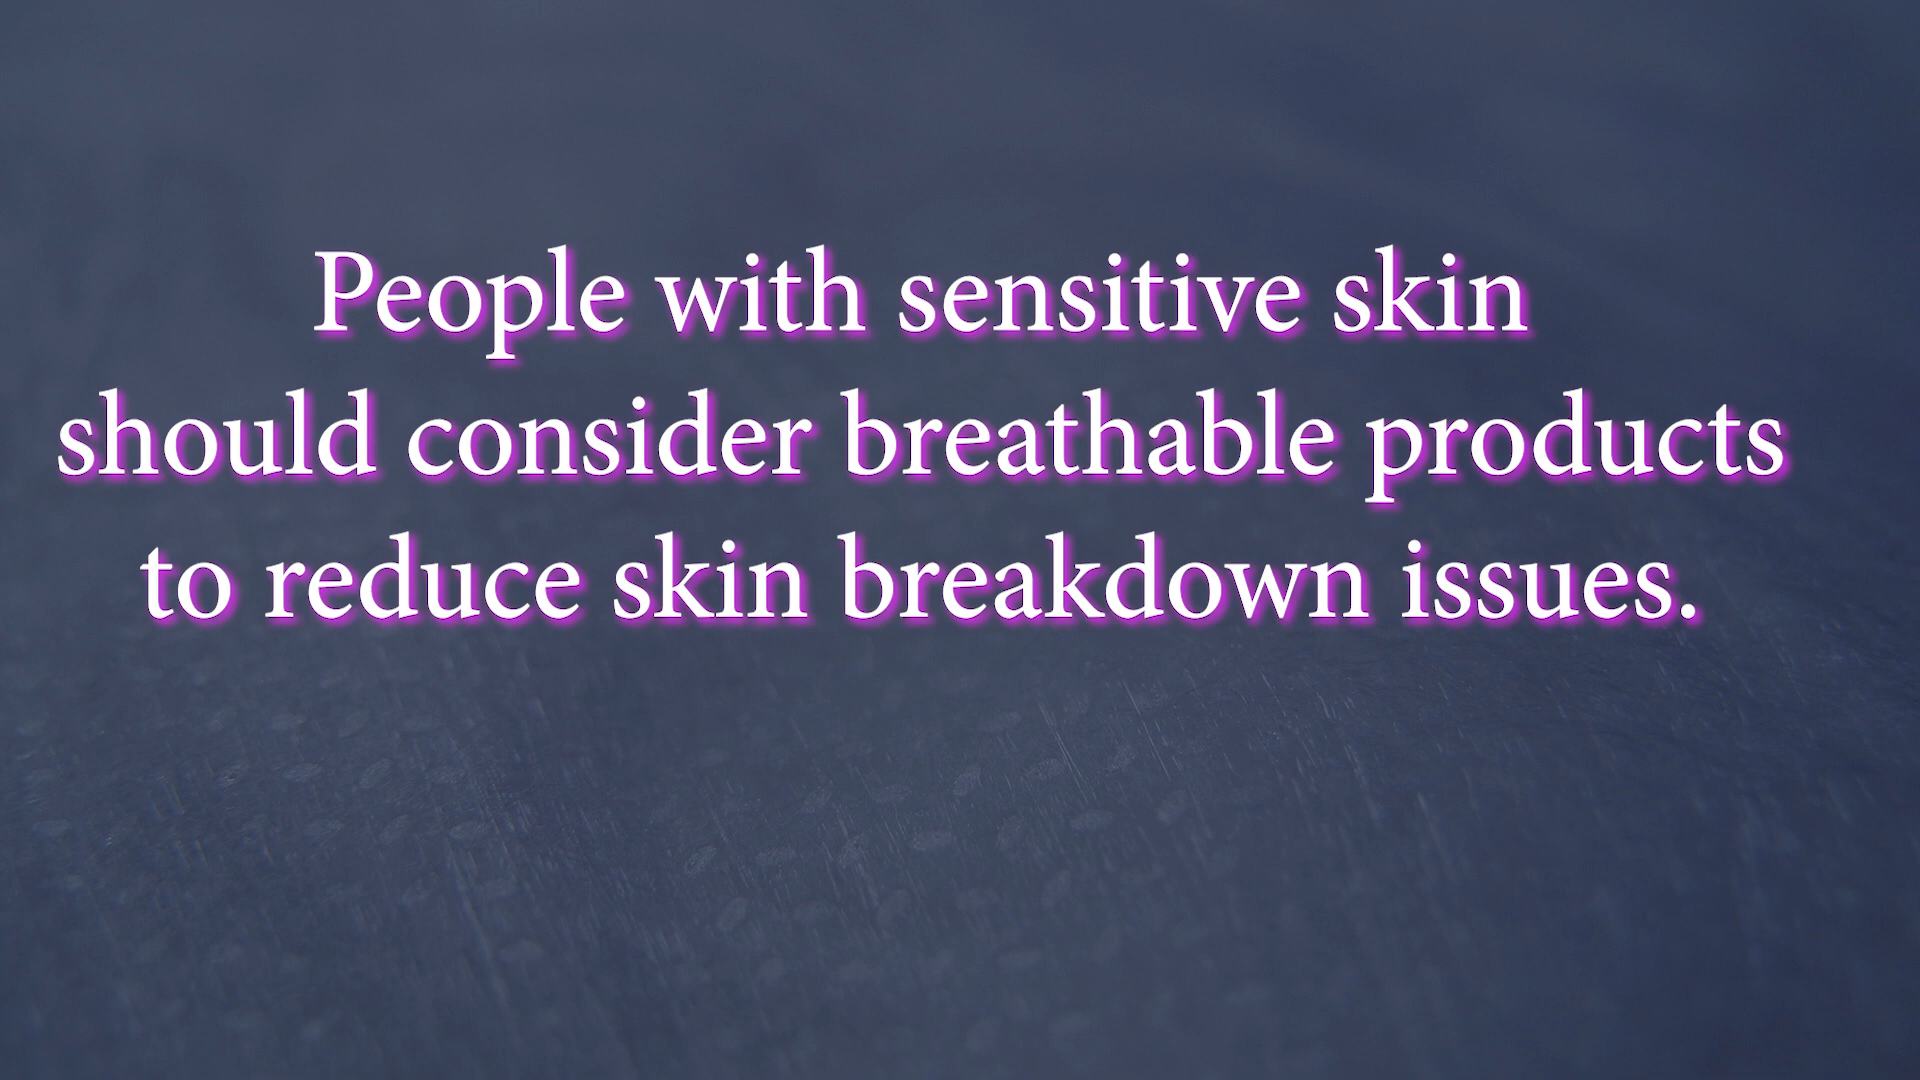 People with sensitive skin
should consider breathable products
to reduce skin breakdown issues.